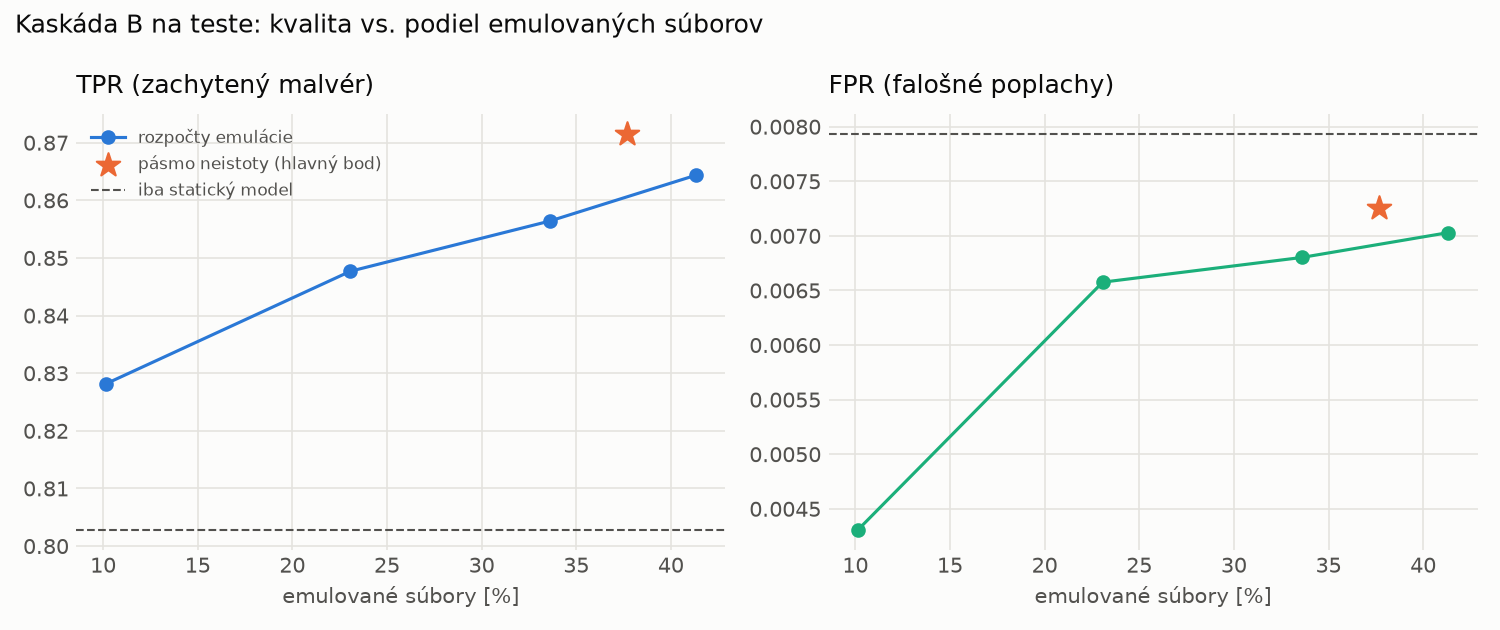 Kaskáda B na teste: kvalita vs. podiel emulovaných súborov
TPR (zachytený malvér)
0.87
0.86
0.85
0.84
0.83
0.82
0.81
0.80
rozpočty emulácie
pásmo neistoty (hlavný bod)
iba statický model
10 15 20 25 30 35 40
emulované súbory [%]
FPR (falošné poplachy)
0.0080
0.0075
0.0070
0.0065
0.0060
0.0055
0.0050
0.0045
10 15 20 25 30 35 40
emulované súbory [%]